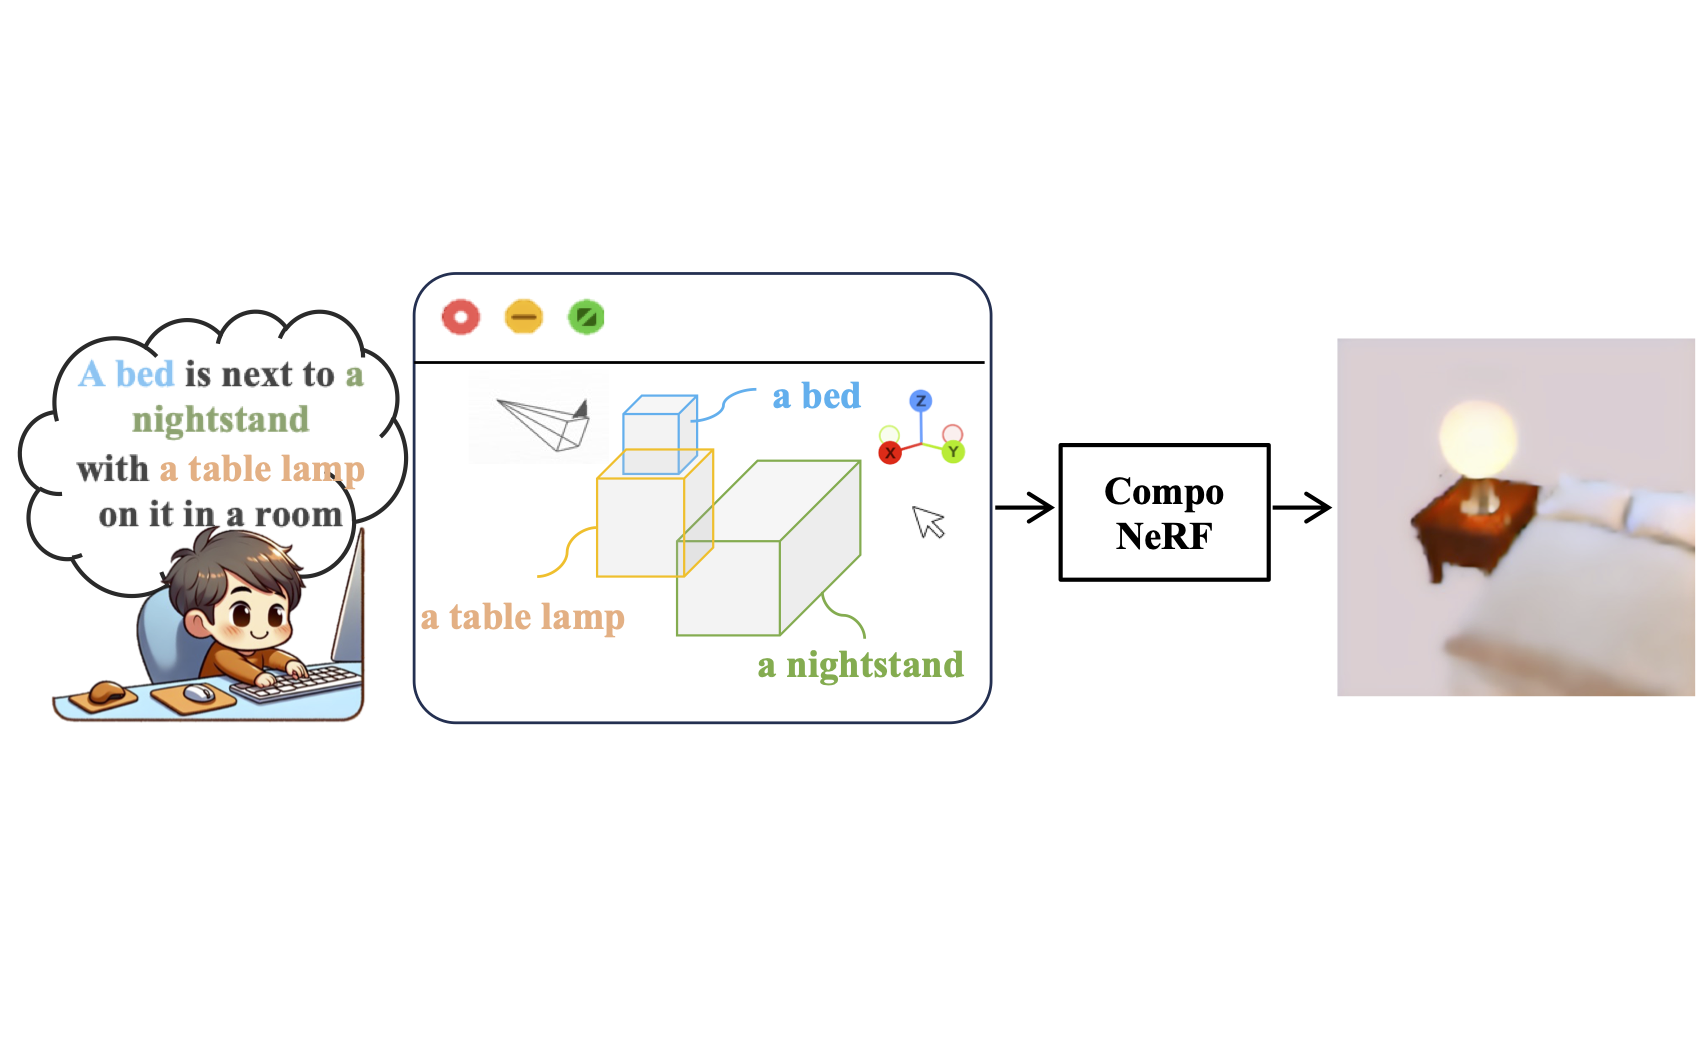 A bed is next to a
nightstand
with a table lamp
on it in a room
a bed
Z
X
Y
a table lamp
a nightstand
Compo
NeRF